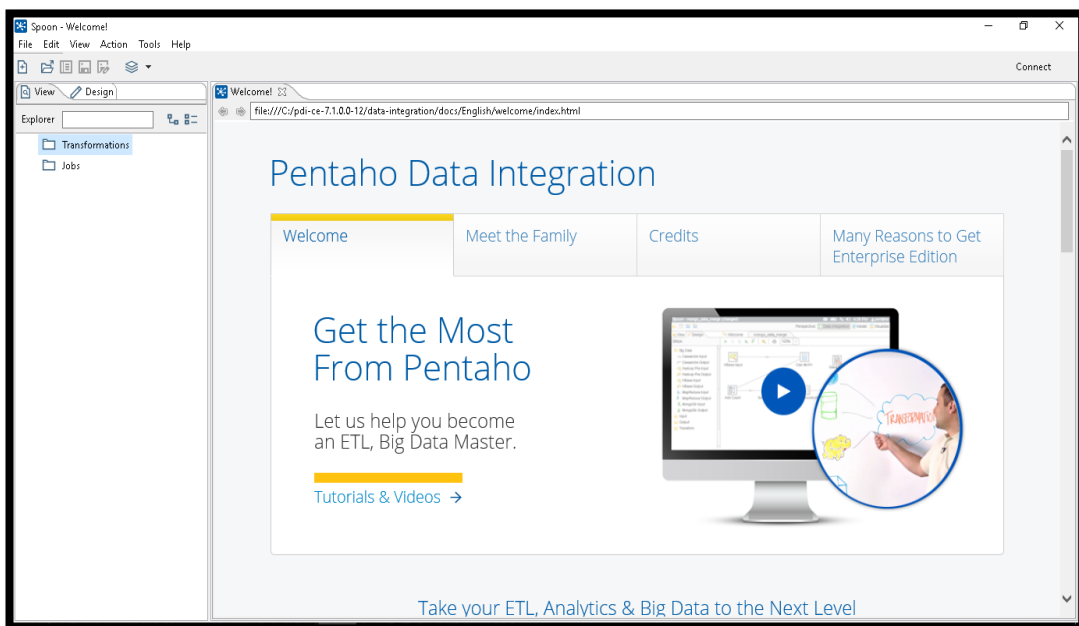 Spoon - Welcome!
File Edit View Action Tools Help
Connect
View Design
Welcome!
Explorer
file:///C:/pdi-ce-7.1.0.0-12/data-integration/docs/English/welcome/index.html
Transformations
Jobs
Pentaho Data Integration
Welcome
Meet the Family
Credits
Many Reasons to Get
Enterprise Edition
Get the Most
From Pentaho
Let us help you become
an ETL, Big Data Master.
Tutorials & Videos →
Take your ETL, Analytics & Big Data to the Next Level